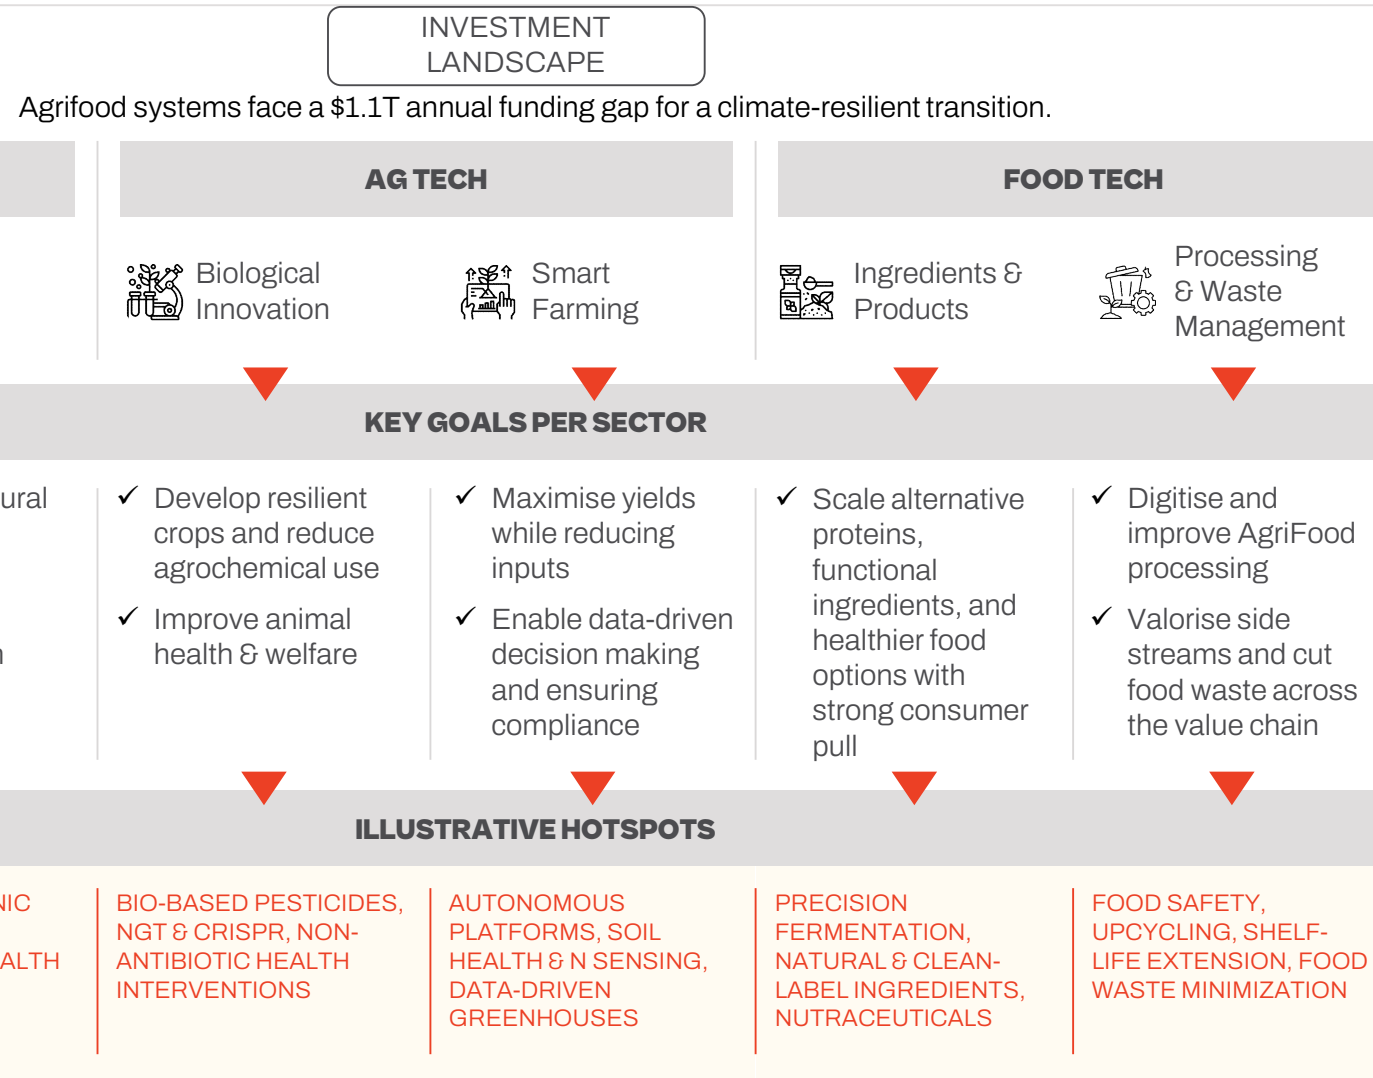 INVESTMENT
LANDSCAPE
Agrifood systems face a $1.1T annual funding gap for a climate-resilient transition.
AG TECH
FOOD TECH
Biological
Innovation
Smart
Farming
Ingredients &
Products
Processing
& Waste
Management
KEY GOALS PER SECTOR
ural
n
✓ Develop resilient
crops and reduce
agrochemical use
✓ Improve animal
health & welfare
✓ Maximise yields
while reducing
inputs
✓ Enable data-driven
decision making
and ensuring
compliance
✓ Scale alternative
proteins,
functional
ingredients, and
healthier food
options with
strong consumer
pull
✓ Digitise and
improve AgriFood
processing
✓ Valorise side
streams and cut
food waste across
the value chain
ILLUSTRATIVE HOTSPOTS
NIC
ALTH
BIO-BASED PESTICIDES,
NGT & CRISPR, NON-
ANTIBIOTIC HEALTH
INTERVENTIONS
AUTONOMOUS
PLATFORMS, SOIL
HEALTH & N SENSING,
DATA-DRIVEN
GREENHOUSES
PRECISION
FERMENTATION,
NATURAL & CLEAN-
LABEL INGREDIENTS,
NUTRACEUTICALS
FOOD SAFETY,
UPCYCLING, SHELF-
LIFE EXTENSION, FOOD
WASTE MINIMIZATION